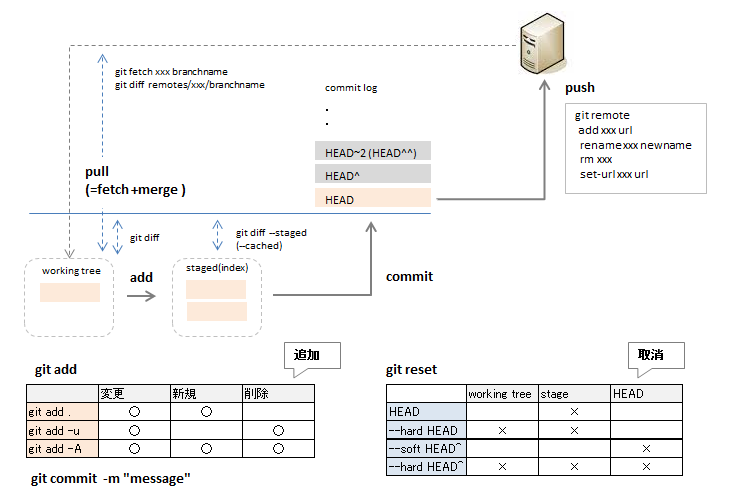 git fetch xxx branchname
git diff remotes/xxx/branchname
commit log
.
.
push
git remote
add xxx url
rename xxx newname
rm xxx
set-url xxx url
HEAD~2 (HEAD^^)
HEAD^
HEAD
pull
(=fetch +merge )
git diff
git diff --staged
(--cached)
working tree
add
staged(index)
commit
追加
git add
変更 新規 削除
git add . ○ ○
git add -u ○ ○
git add -A ○ ○ ○
git commit -m "message"
取消
git reset
working tree stage HEAD
HEAD ×
--hard HEAD × ×
--soft HEAD^ ×
--hard HEAD^ × × ×